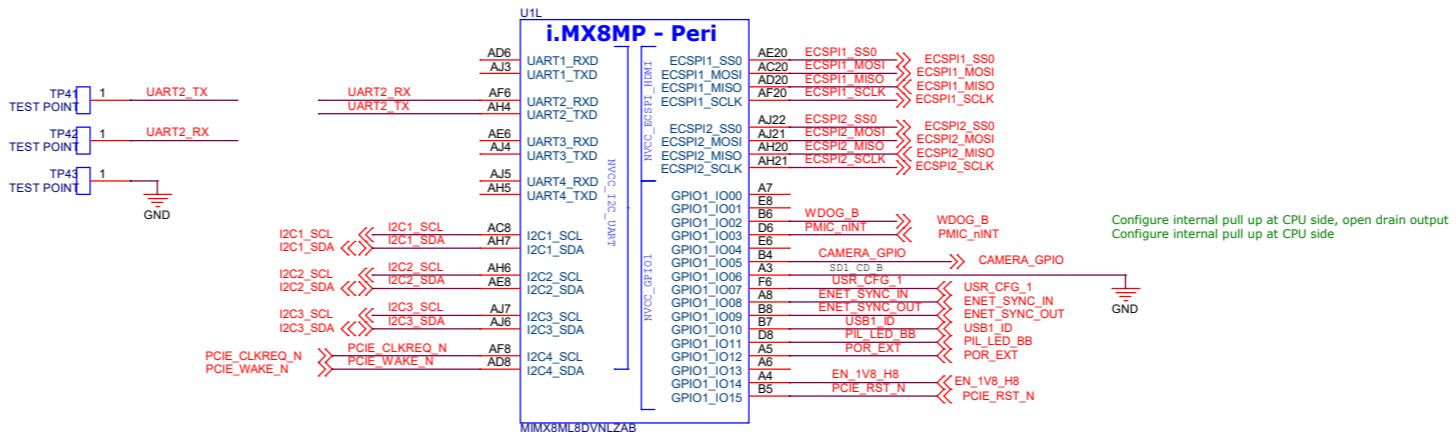 U1L
i.MX8MP - Peri
TP41
TEST POINT
1
UART2_TX
TP42
TEST POINT
1
UART2_RX
TP43
TEST POINT
1
GND
UART2_RX
UART2_TX
I2C1_SCL
I2C1_SDA
I2C1_SCL
I2C1_SDA
I2C2_SCL
I2C2_SDA
I2C2_SCL
I2C2_SDA
I2C3_SCL
I2C3_SDA
I2C3_SCL
I2C3_SDA
PCIE_CLKREQ_N
PCIE_WAKE_N
PCIE_CLKREQ_N
PCIE_WAKE_N
AD6 UART1_RXD
AJ3 UART1_TXD
AF6 UART2_RXD
AH4 UART2_TXD
AE6 UART3_RXD
AJ4 UART3_TXD
AJ5 UART4_RXD
AH5 UART4_TXD
AC8 I2C1_SCL
AH7 I2C1_SDA
AH6 I2C2_SCL
AE8 I2C2_SDA
AJ7 I2C3_SCL
AJ6 I2C3_SDA
AF8 I2C4_SCL
AD8 I2C4_SDA
NVCC_I2C_UART
NVCC_ECSPI_HDMI
NVCC_GPIO1
ECSPI1_SS0 AE20 ECSPI1_SS0 ECSPI1_SS0
ECSPI1_MOSI AC20 ECSPI1_MOSI ECSPI1_MOSI
ECSPI1_MISO AD20 ECSPI1_MISO ECSPI1_MISO
ECSPI1_SCLK AF20 ECSPI1_SCLK ECSPI1_SCLK
ECSPI2_SS0 AJ22 ECSPI2_SS0 ECSPI2_SS0
ECSPI2_MOSI AJ21 ECSPI2_MOSI ECSPI2_MOSI
ECSPI2_MISO AH20 ECSPI2_MISO ECSPI2_MISO
ECSPI2_SCLK AH21 ECSPI2_SCLK ECSPI2_SCLK
GPIO1_IO00 A7
GPIO1_IO01 E8
GPIO1_IO02 B6 WDOG_B WDOG_B
GPIO1_IO03 D6 PMIC_nINT PMIC_nINT
GPIO1_IO04 E6
GPIO1_IO05 B4 CAMERA_GPIO CAMERA_GPIO
GPIO1_IO06 A3 SD1_CD_B
GPIO1_IO07 F6 USR_CFG_1 USR_CFG_1
GPIO1_IO08 A8 ENET_SYNC_IN ENET_SYNC_IN
GPIO1_IO09 B8 ENET_SYNC_OUT ENET_SYNC_OUT
GPIO1_IO10 B7 USB1_ID USB1_ID
GPIO1_IO11 D8 PIL_LED_BB PIL_LED_BB
GPIO1_IO12 A5 POR_EXT POR_EXT
GPIO1_IO13 A6
GPIO1_IO14 A4 EN_1V8_H8 EN_1V8_H8
GPIO1_IO15 B5 PCIE_RST_N PCIE_RST_N
GND
Configure internal pull up at CPU side, open drain output
Configure internal pull up at CPU side
MIMX8ML8DVNLZAB